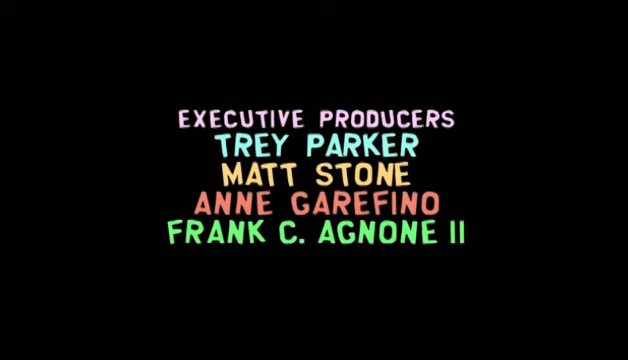 EXECUTIVE PRODUCERS
TREY PARKER
MATT STONE
ANNE GAREFINO
FRANK C. AGNONE II